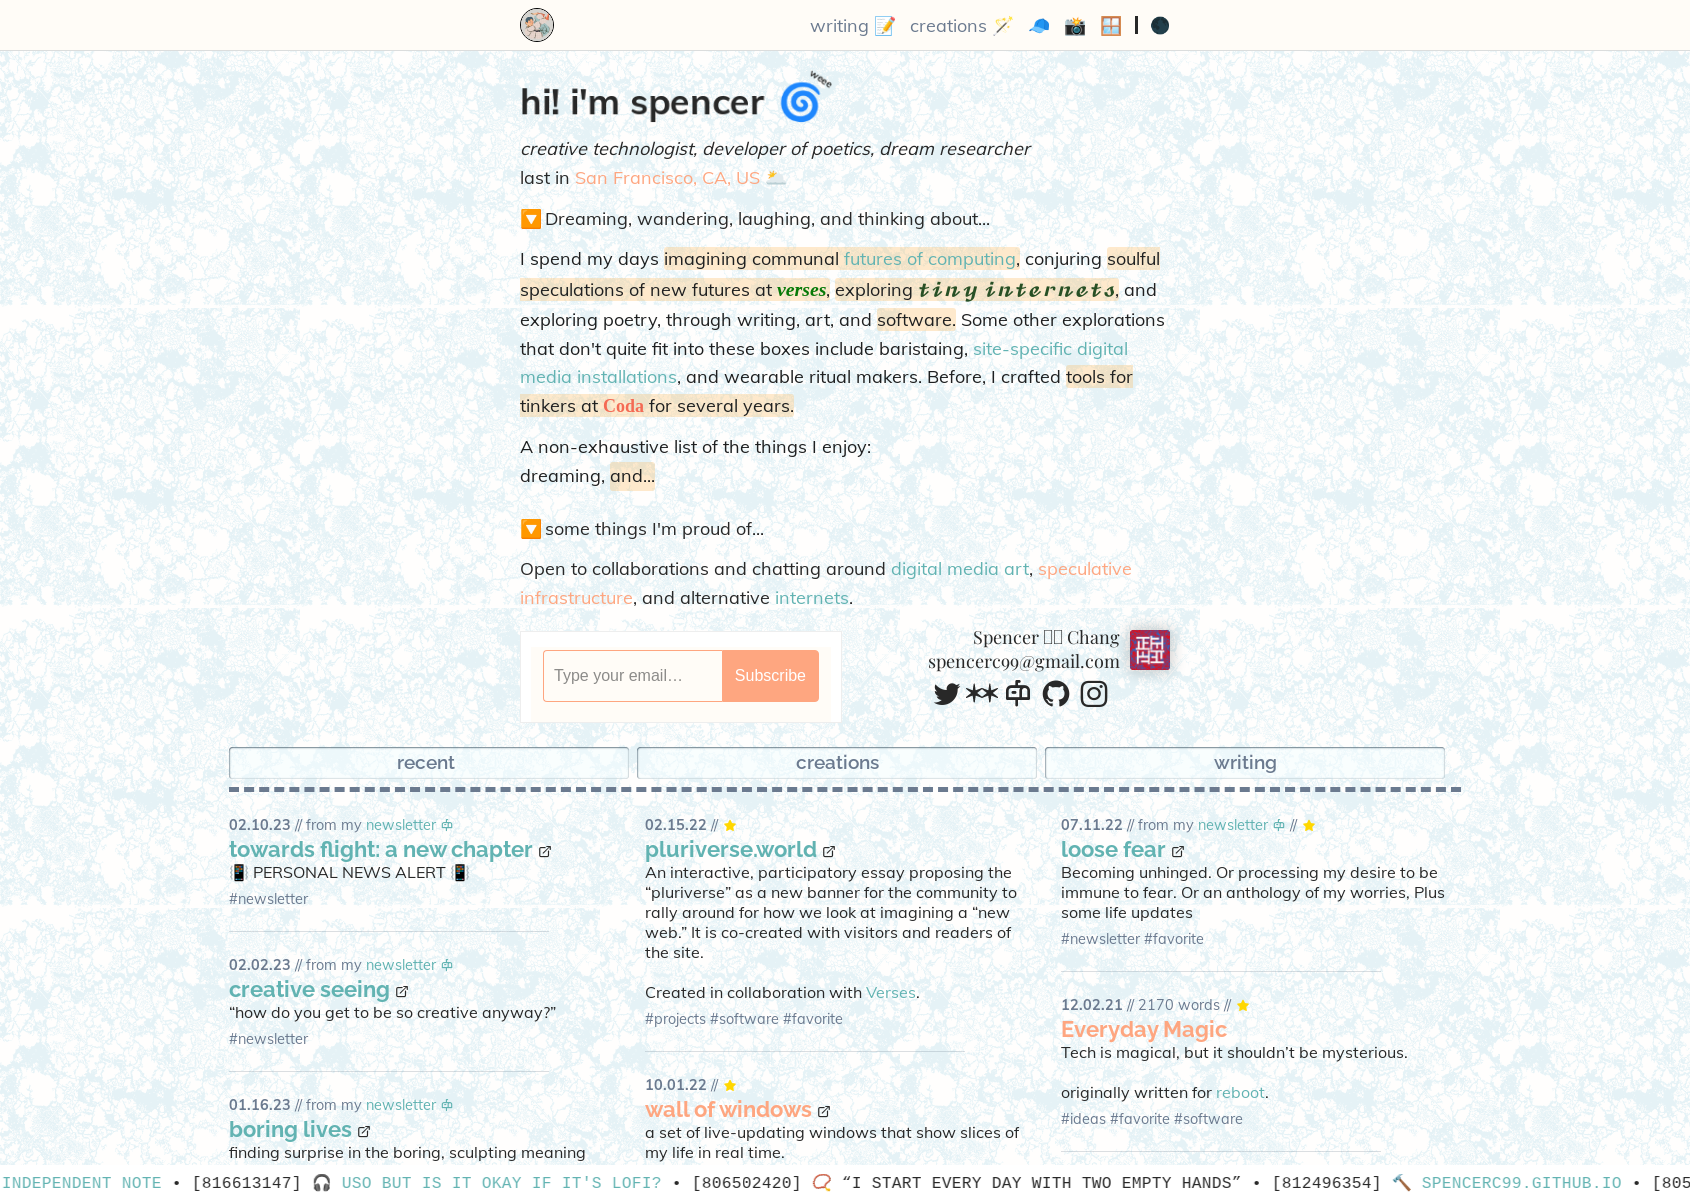 writing 📝 creations 🪄 🧢 📸 🪟 | 🌑
weee
hi! i'm spencer 🌀
creative technologist, developer of poetics, dream researcher
last in San Francisco, CA, US 🌥️
🔽 Dreaming, wandering, laughing, and thinking about...
I spend my days imagining communal futures of computing, conjuring soulful
speculations of new futures at verses, exploring tiny internets, and
exploring poetry, through writing, art, and software. Some other explorations
that don't quite fit into these boxes include baristaing, site-specific digital
media installations, and wearable ritual makers. Before, I crafted tools for
tinkers at Coda for several years.
A non-exhaustive list of the things I enjoy:
dreaming, and...
🔽 some things I'm proud of...
Open to collaborations and chatting around digital media art, speculative
infrastructure, and alternative internets.
Type your email…
Subscribe
Spencer Chang
spencerc99@gmail.com
recent
creations
writing
02.10.23 // from my newsletter
towards flight: a new chapter
📳 PERSONAL NEWS ALERT 📳
#newsletter
02.02.23 // from my newsletter
creative seeing
“how do you get to be so creative anyway?”
#newsletter
01.16.23 // from my newsletter
boring lives
finding surprise in the boring, sculpting meaning
02.15.22 // ⭐
pluriverse.world
An interactive, participatory essay proposing the
“pluriverse” as a new banner for the community to
rally around for how we look at imagining a “new
web.” It is co-created with visitors and readers of
the site.
Created in collaboration with Verses.
#projects #software #favorite
10.01.22 // ⭐
wall of windows
a set of live-updating windows that show slices of
my life in real time.
07.11.22 // from my newsletter // ⭐
loose fear
Becoming unhinged. Or processing my desire to be
immune to fear. Or an anthology of my worries, Plus
some life updates
#newsletter #favorite
12.02.21 // 2170 words // ⭐
Everyday Magic
Tech is magical, but it shouldn’t be mysterious.
originally written for reboot.
#ideas #favorite #software
INDEPENDENT NOTE • [816613147] 🎧 USO BUT IS IT OKAY IF IT'S LOFI? • [806502420] 📿 “I START EVERY DAY WITH TWO EMPTY HANDS” • [812496354] 🔨 SPENCERC99.GITHUB.IO • [805